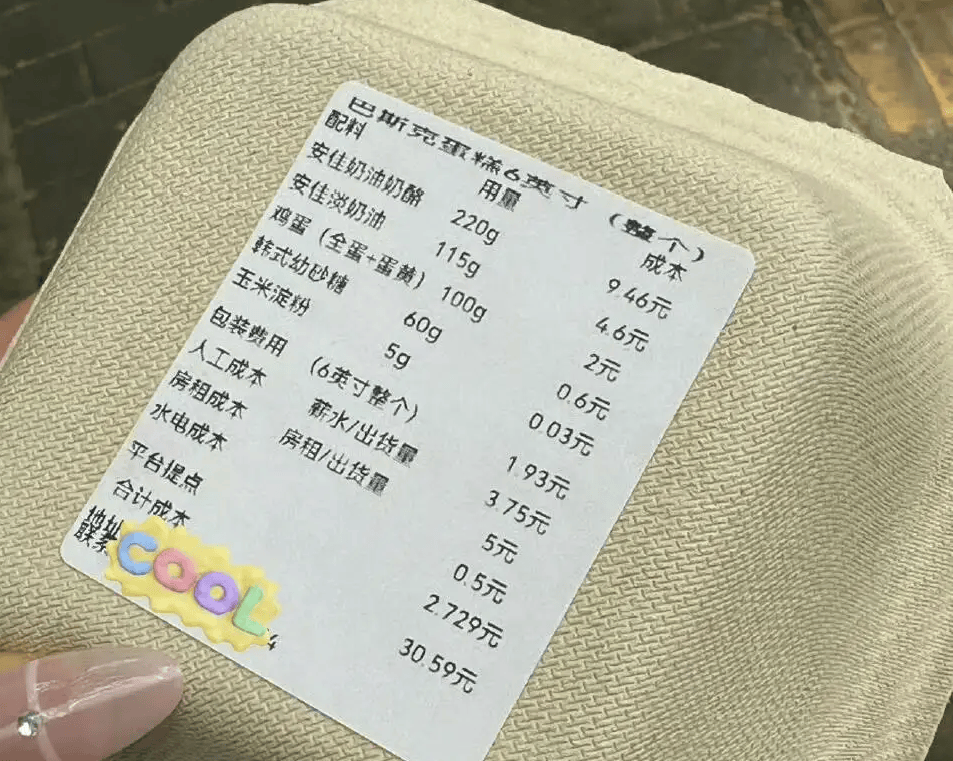 巴斯克蛋糕6英寸（整个）
配料 用量 成本
安佳奶油奶酪 220g 9.46元
安佳淡奶油 115g 4.6元
鸡蛋（全蛋+蛋黄） 100g 2元
韩式幼砂糖 60g 0.6元
玉米淀粉 5g 0.03元
包装费用 （6英寸整个） 1.93元
人工成本 薪水/出货量 3.75元
房租成本 房租/出货量 5元
水电成本 0.5元
平台提点 2.729元
合计成本 30.59元
地址
联系
COOL